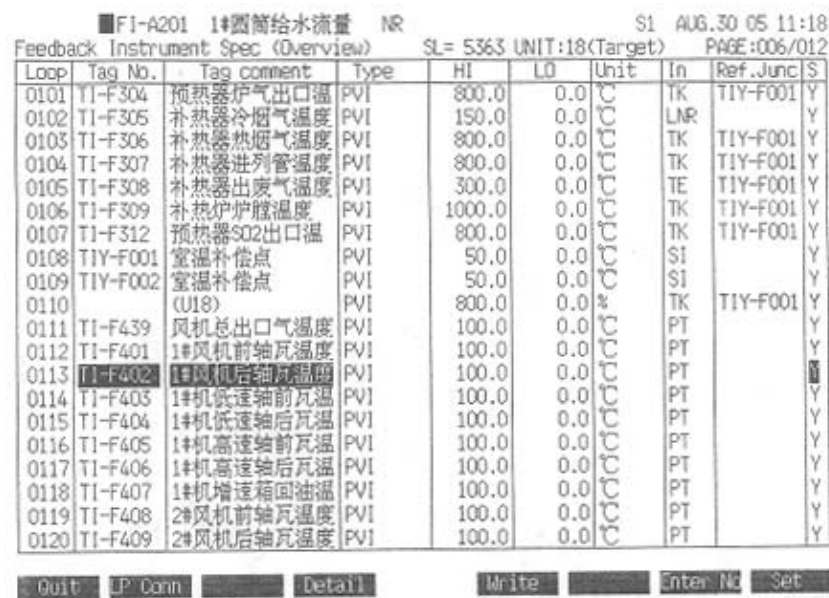 ■FI-A201 1#圆筒给水流量 NR S1 AUG.30 05 11:18
Feedback Instrument Spec (Overview) SL= 5363 UNIT:18(Target) PAGE:006/012
Loop Tag No. Tag comment Type HI LO Unit In Ref.Junc S
0101 TI-F304 预热器炉气出口温 PVI 800.0 0.0 ℃ TK TIY-F001 Y
0102 TI-F305 补热器冷烟气温度 PVI 150.0 0.0 ℃ LNR Y
0103 TI-F306 补热器热烟气温度 PVI 800.0 0.0 ℃ TK TIY-F001 Y
0104 TI-F307 补热器进列管温度 PVI 800.0 0.0 ℃ TK TIY-F001 Y
0105 TI-F308 补热器出废气温度 PVI 300.0 0.0 ℃ TE TIY-F001 Y
0106 TI-F309 补热炉炉膛温度 PVI 1000.0 0.0 ℃ TK TIY-F001 Y
0107 TI-F312 预热器SO2出口温 PVI 800.0 0.0 ℃ TK TIY-F001 Y
0108 TIY-F001 室温补偿点 PVI 50.0 0.0 ℃ SI Y
0109 TIY-F002 室温补偿点 PVI 50.0 0.0 ℃ SI Y
0110 (U18) PVI 800.0 0.0 % TK TIY-F001 Y
0111 TI-F439 风机总出口气温度 PVI 100.0 0.0 ℃ PT Y
0112 TI-F401 1#风机前轴瓦温度 PVI 100.0 0.0 ℃ PT Y
0113 TI-F402 1#风机后轴瓦温度 PVI 100.0 0.0 ℃ PT Y
0114 TI-F403 1#机低速轴前瓦温 PVI 100.0 0.0 ℃ PT Y
0115 TI-F404 1#机低速轴后瓦温 PVI 100.0 0.0 ℃ PT Y
0116 TI-F405 1#机高速轴前瓦温 PVI 100.0 0.0 ℃ PT Y
0117 TI-F406 1#机高速轴后瓦温 PVI 100.0 0.0 ℃ PT Y
0118 TI-F407 1#机增速箱回油温 PVI 100.0 0.0 ℃ PT Y
0119 TI-F408 2#风机前轴瓦温度 PVI 100.0 0.0 ℃ PT Y
0120 TI-F409 2#风机后轴瓦温度 PVI 100.0 0.0 ℃ PT Y
Quit LP Conn Detail Write Enter No Set